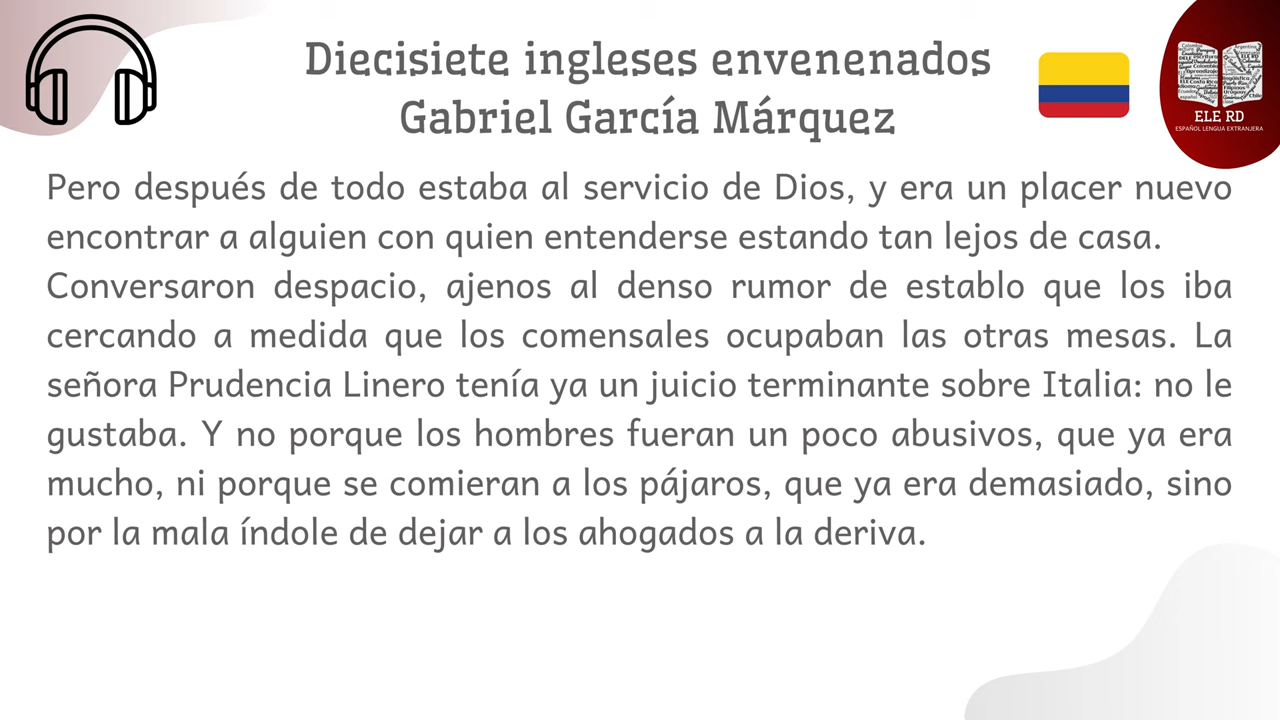 Diecisiete ingleses envenenados
Gabriel García Márquez
ELE RD
ESPAÑOL LENGUA EXTRANJERA
Pero después de todo estaba al servicio de Dios, y era un placer nuevo
encontrar a alguien con quien entenderse estando tan lejos de casa.
Conversaron despacio, ajenos al denso rumor de establo que los iba
cercando a medida que los comensales ocupaban las otras mesas. La
señora Prudencia Linero tenía ya un juicio terminante sobre Italia: no le
gustaba. Y no porque los hombres fueran un poco abusivos, que ya era
mucho, ni porque se comieran a los pájaros, que ya era demasiado, sino
por la mala índole de dejar a los ahogados a la deriva.